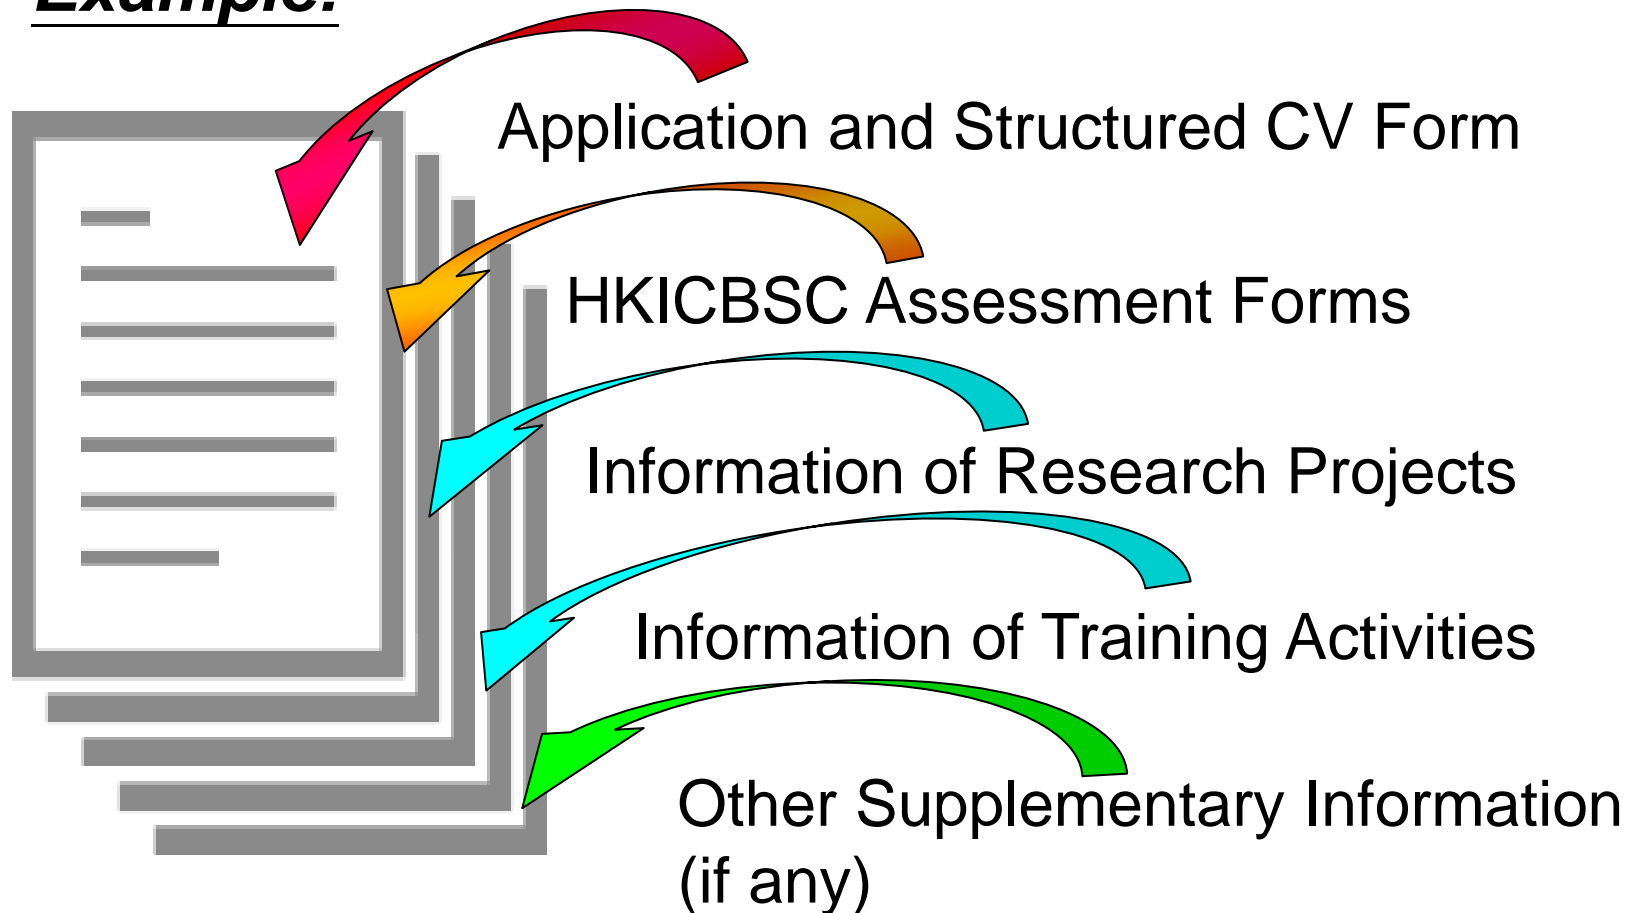 Example:
Application and Structured CV Form
HKICBSC Assessment Forms
Information of Research Projects
Information of Training Activities
Other Supplementary Information
(if any)